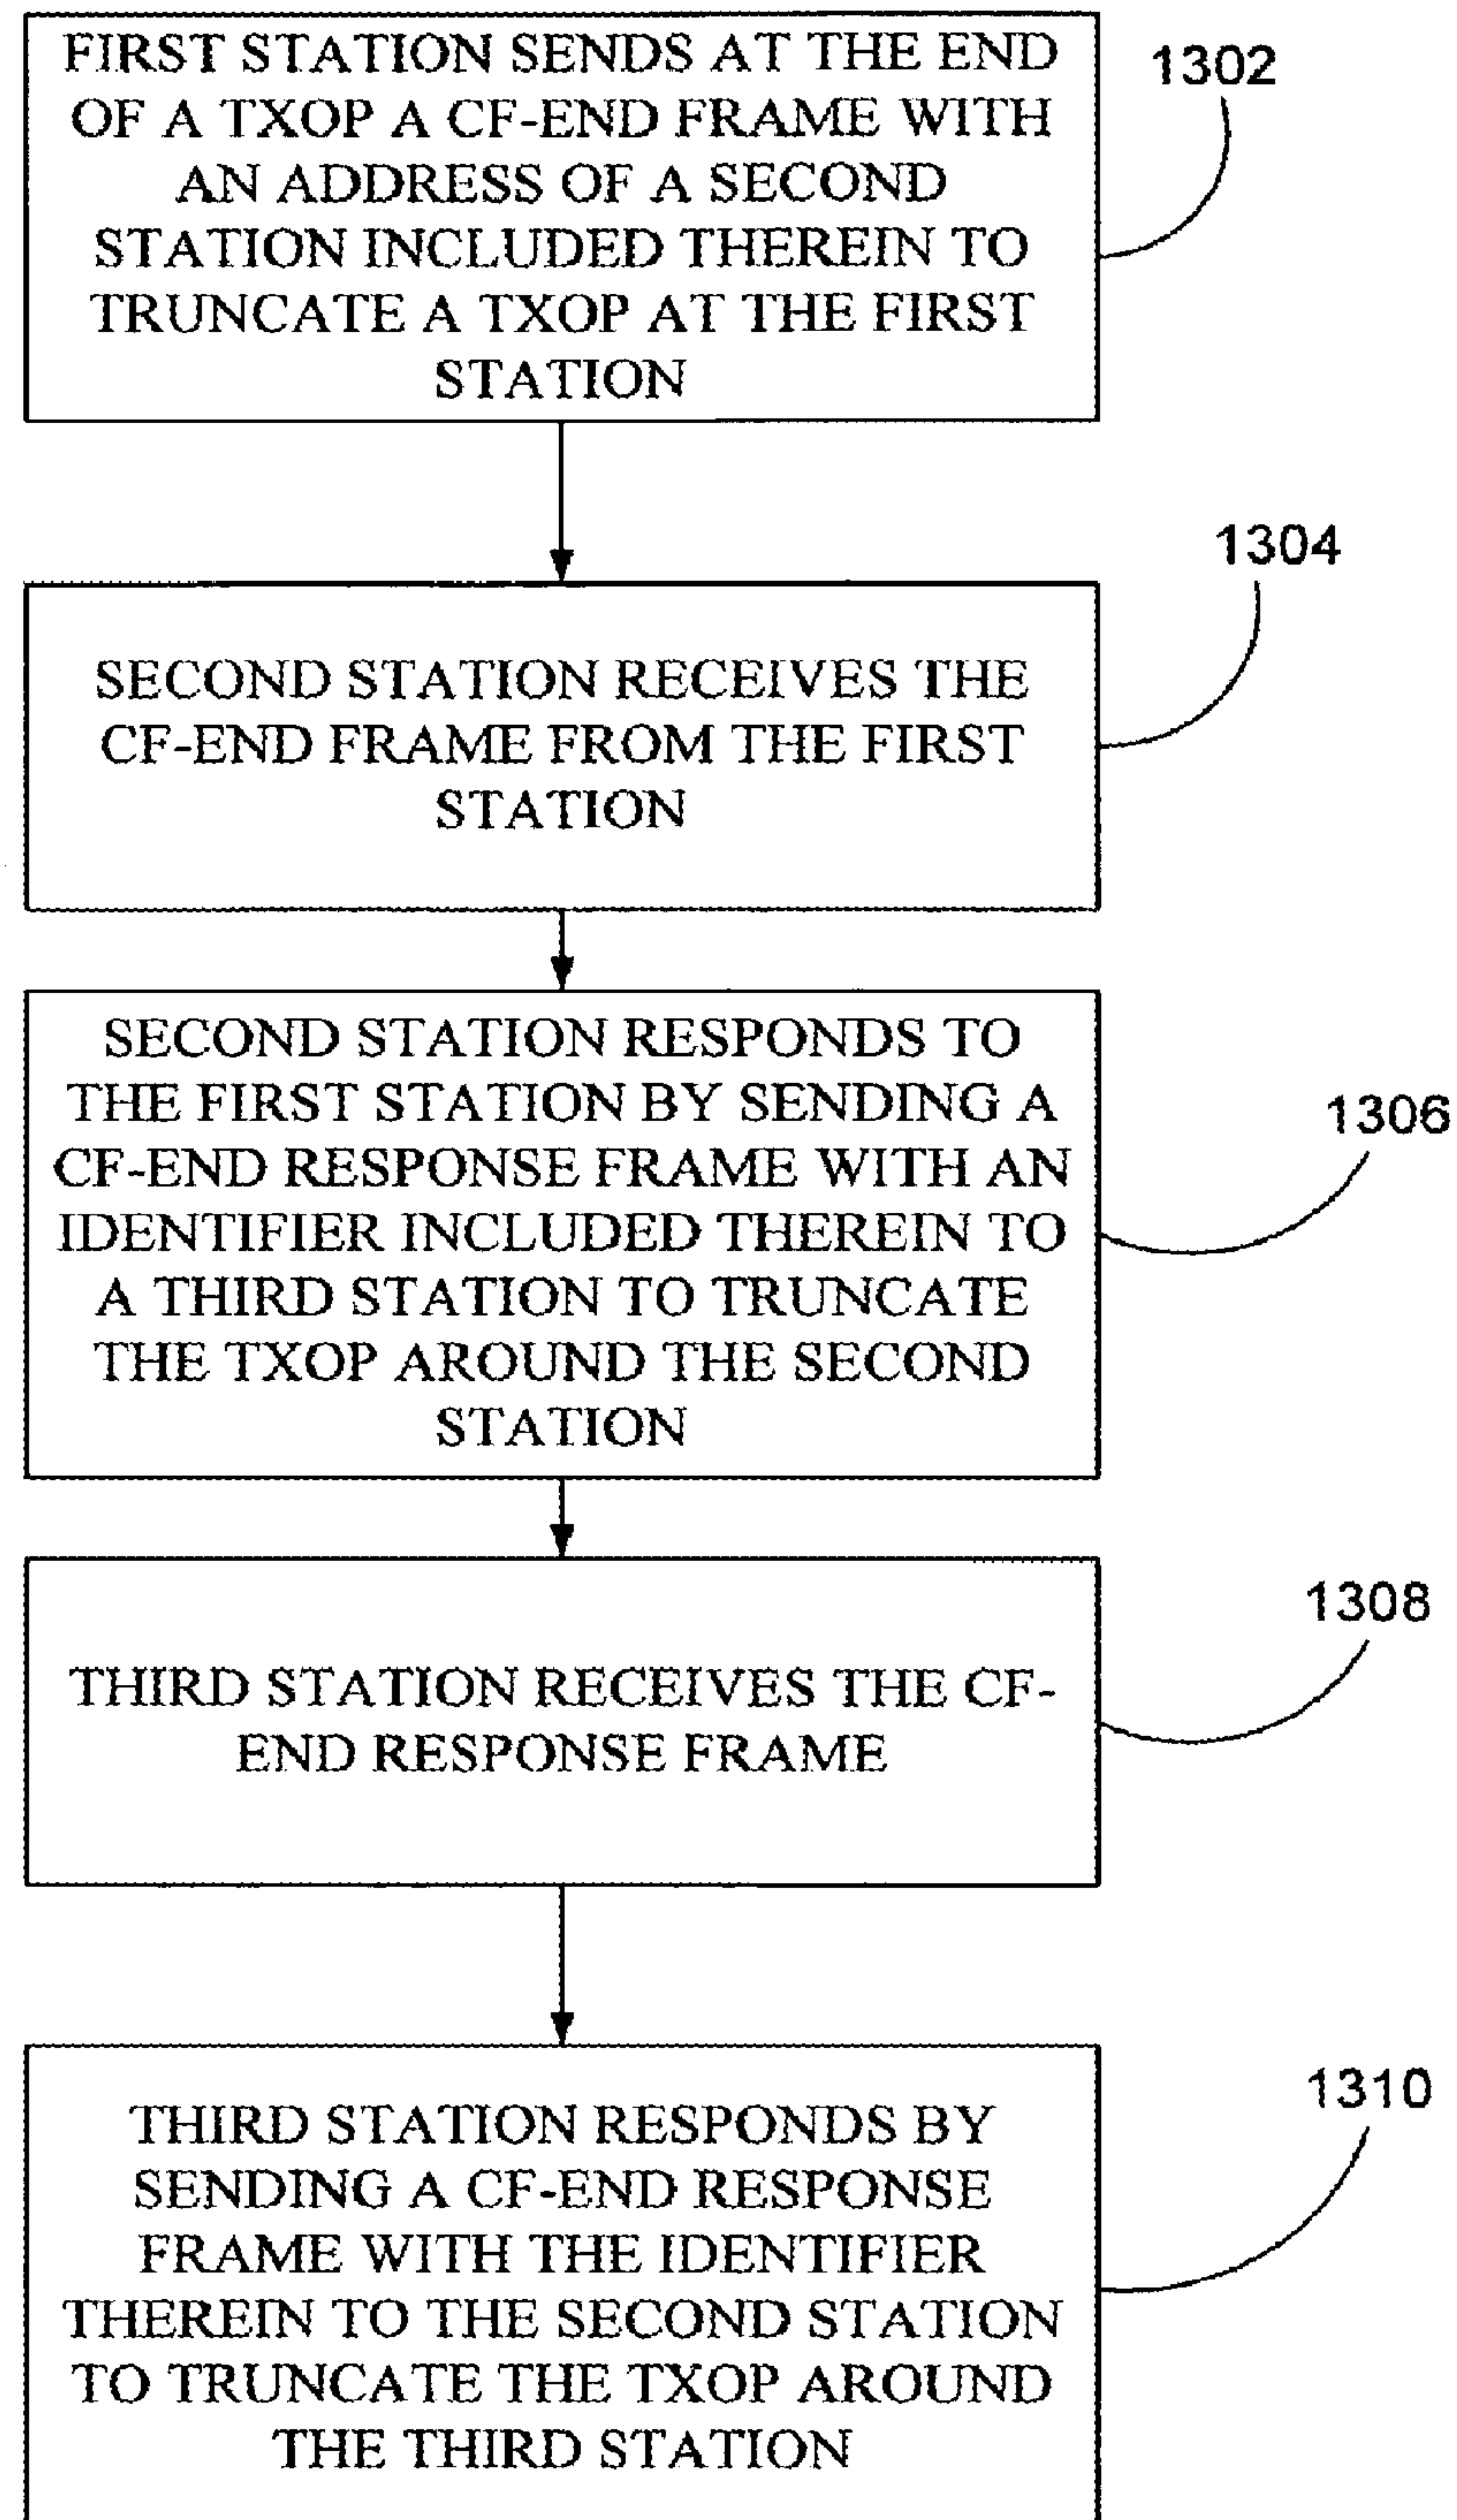 FIRST STATION SENDS AT THE END
OF A TXOP A CF-END FRAME WITH
AN ADDRESS OF A SECOND
STATION INCLUDED THEREIN TO
TRUNCATE A TXOP AT THE FIRST
STATION
1302
SECOND STATION RECEIVES THE
CF-END FRAME FROM THE FIRST
STATION
1304
SECOND STATION RESPONDS TO
THE FIRST STATION BY SENDING A
CF-END RESPONSE FRAME WITH AN
IDENTIFIER INCLUDED THEREIN TO
A THIRD STATION TO TRUNCATE
THE TXOP AROUND THE SECOND
STATION
1306
THIRD STATION RECEIVES THE CF-
END RESPONSE FRAME
1308
THIRD STATION RESPONDS BY
SENDING A CF-END RESPONSE
FRAME WITH THE IDENTIFIER
THEREIN TO THE SECOND STATION
TO TRUNCATE THE TXOP AROUND
THE THIRD STATION
1310